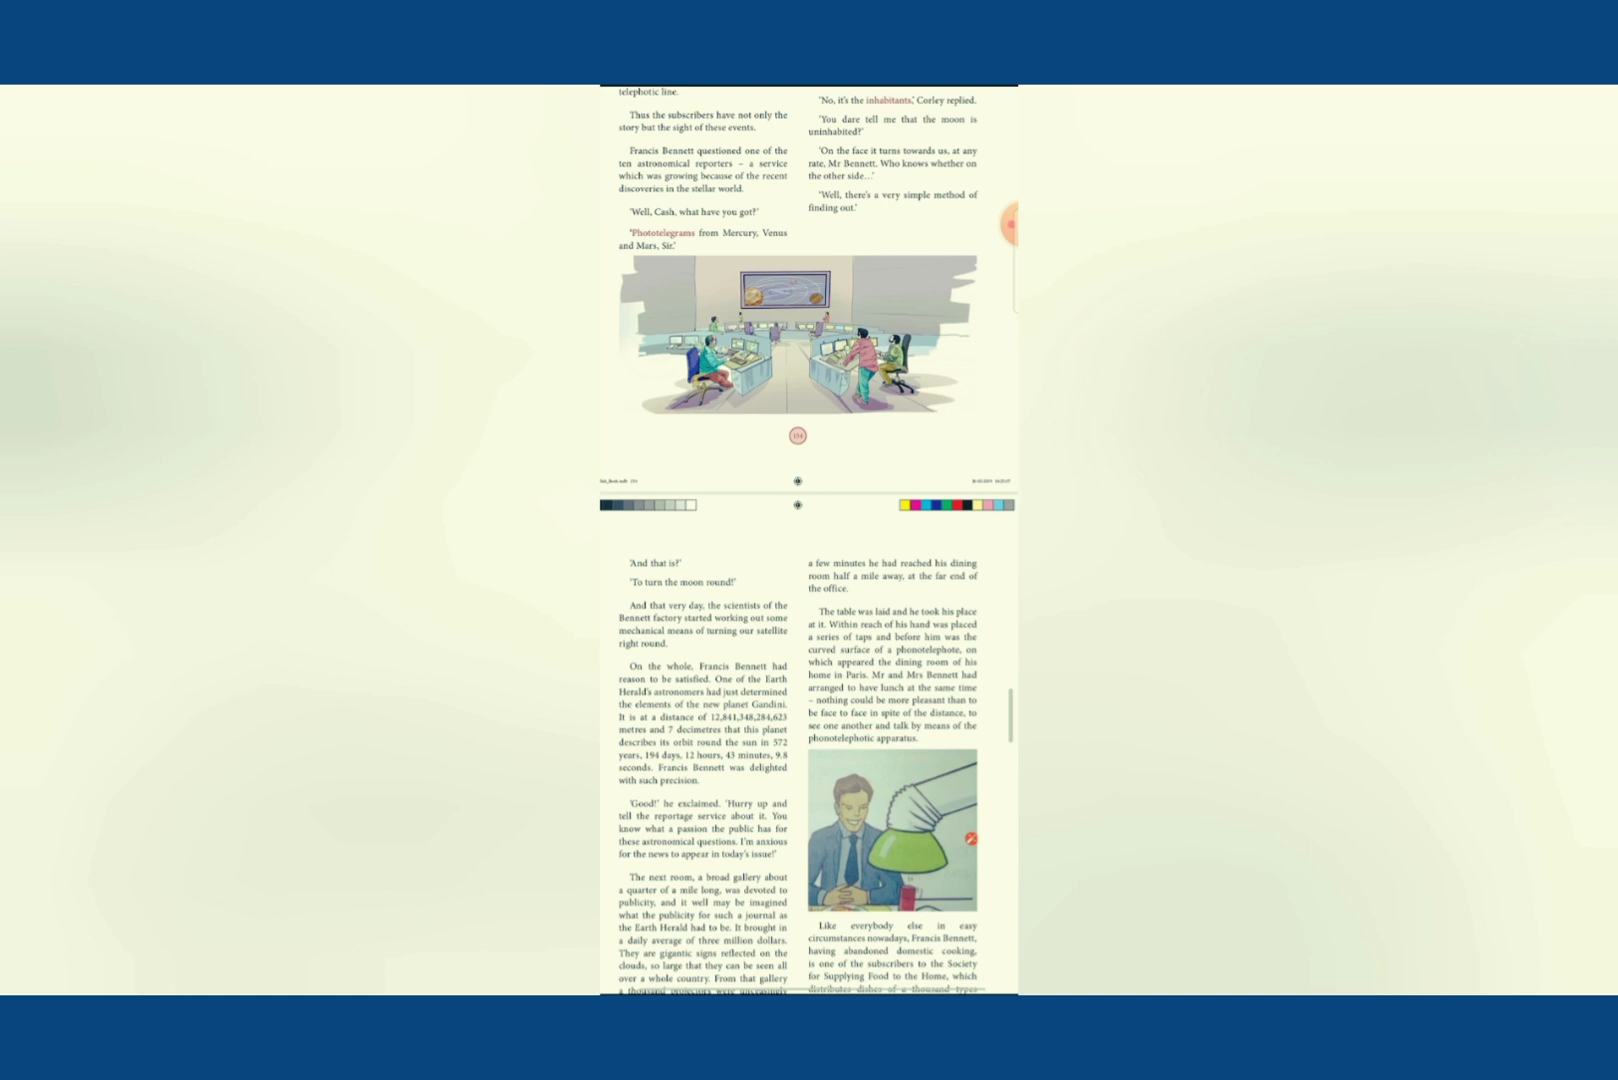 telephotic line.
Thus the subscribers have not only the
story but the sight of these events.
Francis Bennett questioned one of the
ten astronomical reporters – a service
which was growing because of the recent
discoveries in the stellar world.
'Well, Cash, what have you got?'
'Phototelegrams from Mercury, Venus
and Mars, Sir.'
'No, it's the inhabitants,' Corley replied.
'You dare tell me that the moon is
uninhabited?'
'On the face it turns towards us, at any
rate, Mr Bennett. Who knows whether on
the other side…'
'Well, there's a very simple method of
finding out.'
154
'And that is?'
'To turn the moon round!'
And that very day, the scientists of the
Bennett factory started working out some
mechanical means of turning our satellite
right round.
On the whole, Francis Bennett had
reason to be satisfied. One of the Earth
Herald's astronomers had just determined
the elements of the new planet Gandini.
It is at a distance of 12,841,348,284,623
metres and 7 decimetres that this planet
describes its orbit round the sun in 572
years, 194 days, 12 hours, 43 minutes, 9.8
seconds. Francis Bennett was delighted
with such precision.
'Good!' he exclaimed. 'Hurry up and
tell the reportage service about it. You
know what a passion the public has for
these astronomical questions. I'm anxious
for the news to appear in today's issue!'
The next room, a broad gallery about
a quarter of a mile long, was devoted to
publicity, and it well may be imagined
what the publicity for such a journal as
the Earth Herald had to be. It brought in
a daily average of three million dollars.
They are gigantic signs reflected on the
clouds, so large that they can be seen all
over a whole country. From that gallery
a thousand projectors were unceasingly
a few minutes he had reached his dining
room half a mile away, at the far end of
the office.
The table was laid and he took his place
at it. Within reach of his hand was placed
a series of taps and before him was the
curved surface of a phonotelephote, on
which appeared the dining room of his
home in Paris. Mr and Mrs Bennett had
arranged to have lunch at the same time
– nothing could be more pleasant than to
be face to face in spite of the distance, to
see one another and talk by means of the
phonotelephotic apparatus.
Like everybody else in easy
circumstances nowadays, Francis Bennett,
having abandoned domestic cooking,
is one of the subscribers to the Society
for Supplying Food to the Home, which
distributes dishes of a thousand types